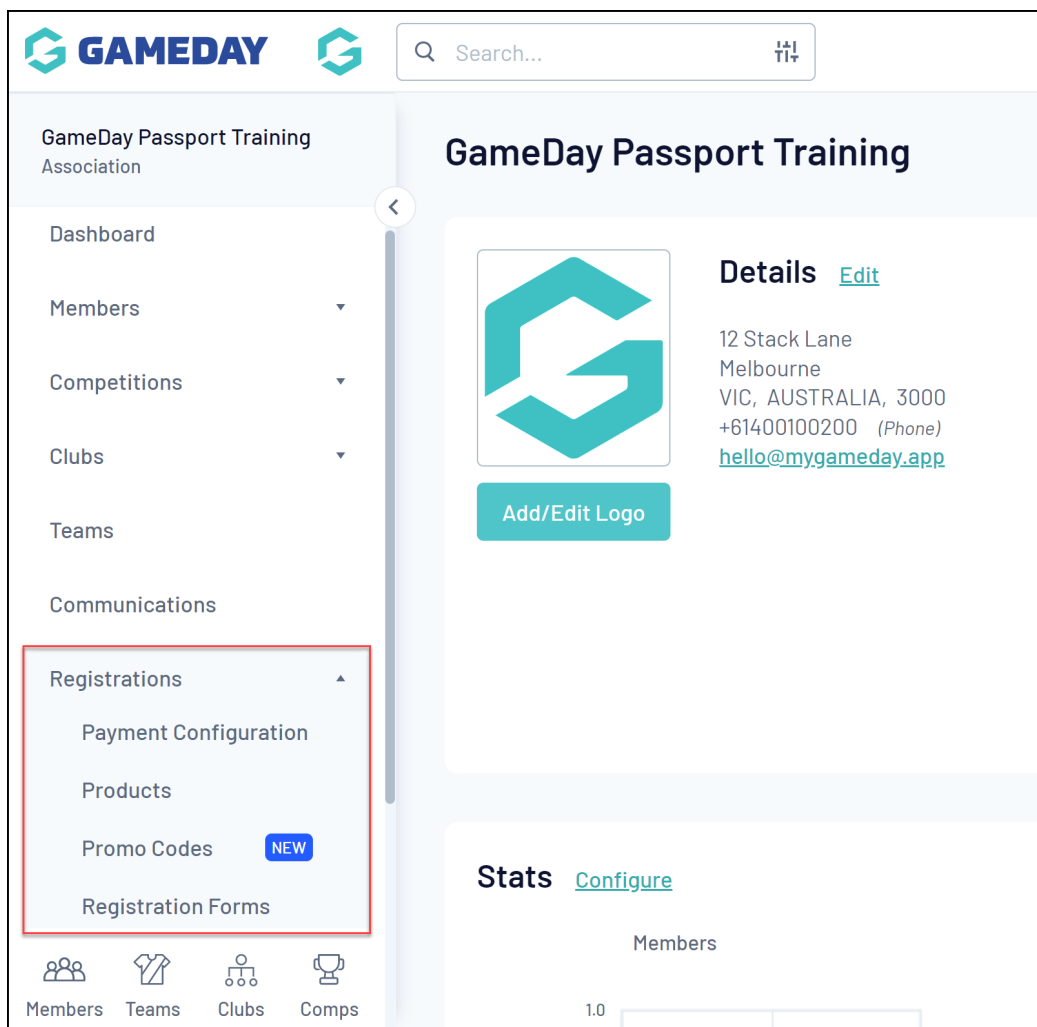 GAMEDAY
Search...
GameDay Passport Training
Association
Dashboard
Members
Competitions
Clubs
Teams
Communications
Registrations
Payment Configuration
Products
Promo Codes NEW
Registration Forms
Members Teams Clubs Comps
GameDay Passport Training
Details Edit
12 Stack Lane
Melbourne
VIC, AUSTRALIA, 3000
+61400100200 (Phone)
hello@mygameday.app
Add/Edit Logo
Stats Configure
Members
1.0